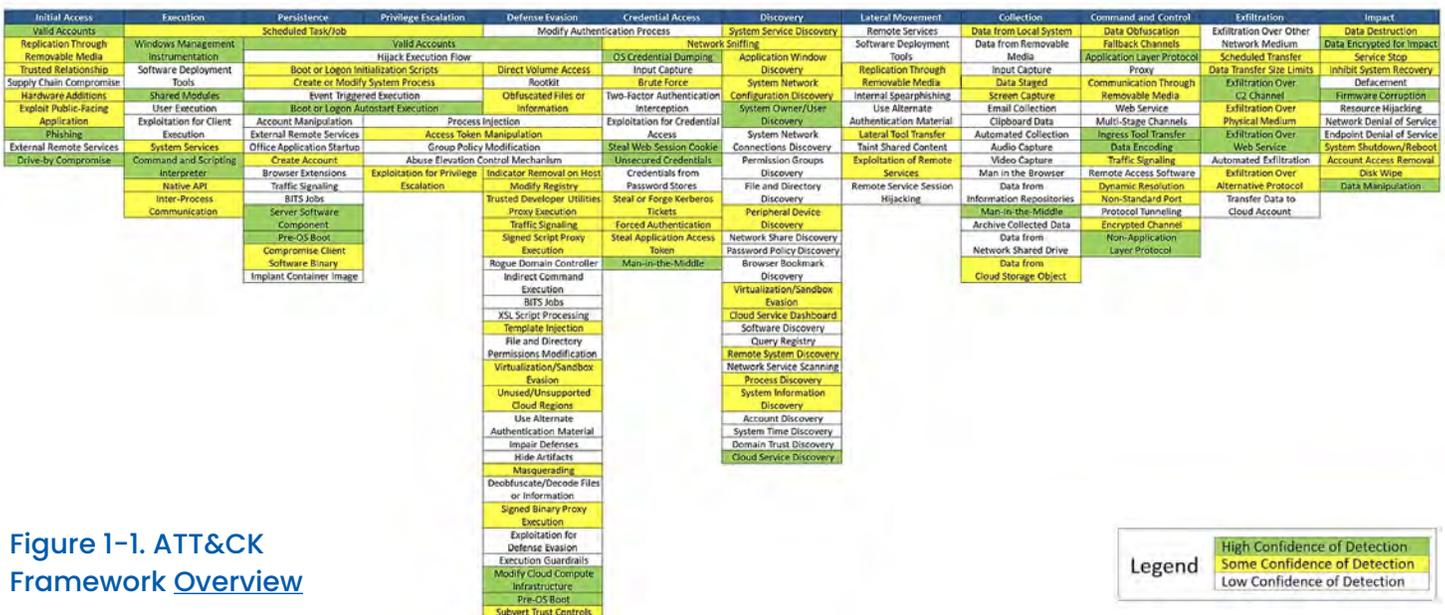 Initial Access
Valid Accounts
Replication Through
Removable Media
Trusted Relationship
Supply Chain Compromise
Hardware Additions
Exploit Public-Facing
Application
Phishing
External Remote Services
Drive-by Compromise
Execution
Scheduled Task/Job
Windows Management
Instrumentation
Software Deployment
Tools
Shared Modules
User Execution
Exploitation for Client
Execution
System Services
Command and Scripting
Interpreter
Native API
Inter-Process
Communication
Persistence
Privilege Escalation
Valid Accounts
Hijack Execution Flow
Boot or Logon Initialization Scripts
Create or Modify System Process
Event Triggered Execution
Boot or Logon Autostart Execution
Account Manipulation
External Remote Services
Office Application Startup
Create Account
Browser Extensions
Traffic Signaling
BITS Jobs
Server Software
Component
Pre-OS Boot
Compromise Client
Software Binary
Implant Container Image
Process Injection
Access Token Manipulation
Group Policy Modification
Abuse Elevation Control Mechanism
Exploitation for Privilege
Escalation
Defense Evasion
Modify Authentication Process
Direct Volume Access
Rootkit
Obfuscated Files or
Information
Indicator Removal on Host
Modify Registry
Trusted Developer Utilities
Proxy Execution
Traffic Signaling
Signed Script Proxy
Execution
Rogue Domain Controller
Indirect Command
Execution
BITS Jobs
XSL Script Processing
Template Injection
File and Directory
Permissions Modification
Virtualization/Sandbox
Evasion
Unused/Unsupported
Cloud Regions
Use Alternate
Authentication Material
Impair Defenses
Hide Artifacts
Masquerading
Deobfuscate/Decode Files
or Information
Signed Binary Proxy
Execution
Exploitation for
Defense Evasion
Execution Guardrails
Modify Cloud Compute
Infrastructure
Pre-OS Boot
Subvert Trust Controls
Credential Access
Network Sniffing
OS Credential Dumping
Input Capture
Brute Force
Two-Factor Authentication
Interception
Exploitation for Credential
Access
Steal Web Session Cookie
Unsecured Credentials
Credentials from
Password Stores
Steal or Forge Kerberos
Tickets
Forced Authentication
Steal Application Access
Token
Man-in-the-Middle
Discovery
System Service Discovery
Application Window
Discovery
System Network
Configuration Discovery
System Owner/User
Discovery
System Network
Connections Discovery
Permission Groups
Discovery
File and Directory
Discovery
Peripheral Device
Discovery
Network Share Discovery
Password Policy Discovery
Browser Bookmark
Discovery
Virtualization/Sandbox
Evasion
Cloud Service Dashboard
Software Discovery
Query Registry
Remote System Discovery
Network Service Scanning
Process Discovery
System Information
Discovery
Account Discovery
System Time Discovery
Domain Trust Discovery
Cloud Service Discovery
Lateral Movement
Remote Services
Software Deployment
Tools
Replication Through
Removable Media
Internal Spearphishing
Use Alternate
Authentication Material
Lateral Tool Transfer
Taint Shared Content
Exploitation of Remote
Services
Remote Service Session
Hijacking
Collection
Data from Local System
Data from Removable
Media
Input Capture
Data Staged
Screen Capture
Email Collection
Clipboard Data
Automated Collection
Audio Capture
Video Capture
Man in the Browser
Data from
Information Repositories
Man-in-the-Middle
Archive Collected Data
Data from
Network Shared Drive
Data from
Cloud Storage Object
Command and Control
Data Obfuscation
Fallback Channels
Application Layer Protocol
Proxy
Communication Through
Removable Media
Web Service
Multi-Stage Channels
Ingress Tool Transfer
Data Encoding
Traffic Signaling
Remote Access Software
Dynamic Resolution
Non-Standard Port
Protocol Tunneling
Encrypted Channel
Non-Application
Layer Protocol
Exfiltration
Exfiltration Over Other
Network Medium
Scheduled Transfer
Data Transfer Size Limits
Exfiltration Over
C2 Channel
Exfiltration Over
Physical Medium
Exfiltration Over
Web Service
Automated Exfiltration
Exfiltration Over
Alternative Protocol
Transfer Data to
Cloud Account
Impact
Data Destruction
Data Encrypted for Impact
Service Stop
Inhibit System Recovery
Defacement
Firmware Corruption
Resource Hijacking
Network Denial of Service
Endpoint Denial of Service
System Shutdown/Reboot
Account Access Removal
Disk Wipe
Data Manipulation
Figure 1-1. ATT&CK
Framework Overview
Legend
High Confidence of Detection
Some Confidence of Detection
Low Confidence of Detection